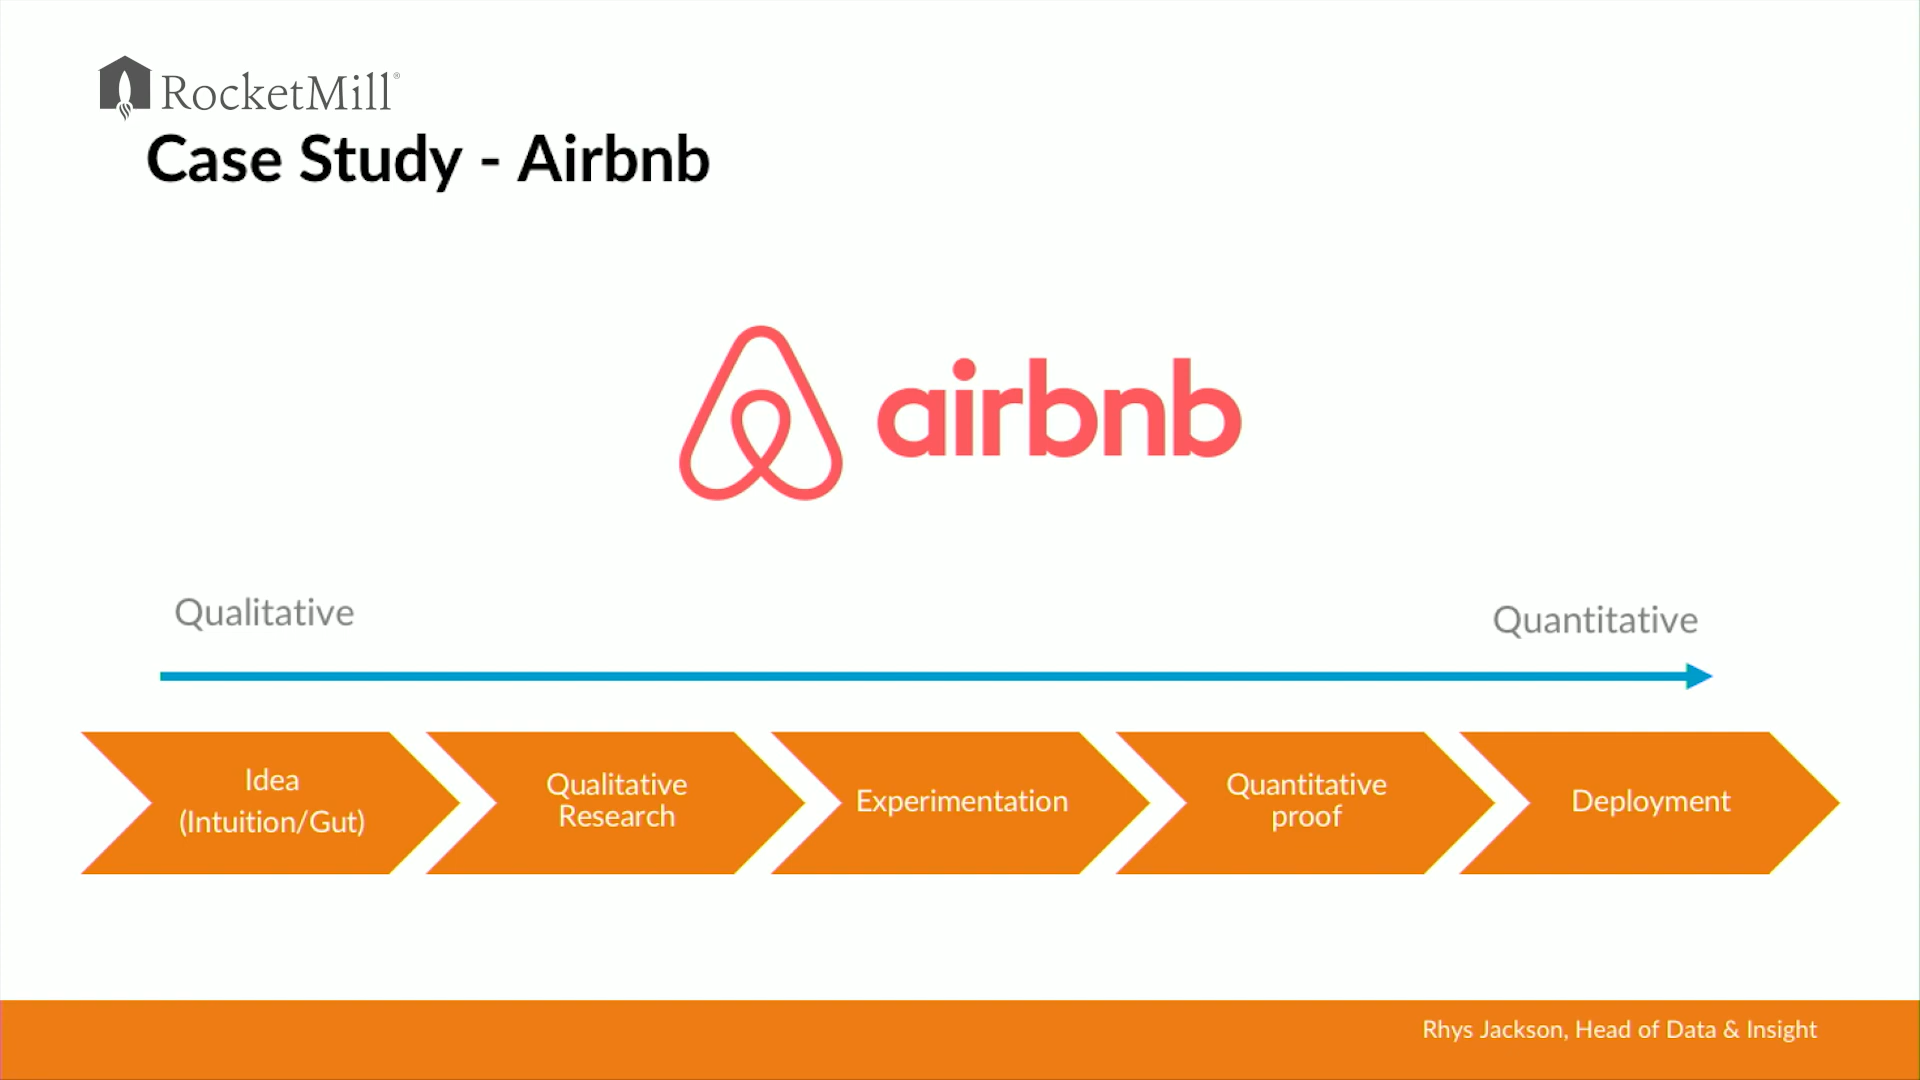 RocketMill®
Case Study - Airbnb
airbnb
Qualitative
Quantitative
Idea
(Intuition/Gut)
Qualitative
Research
Experimentation
Quantitative
proof
Deployment
Rhys Jackson, Head of Data & Insight